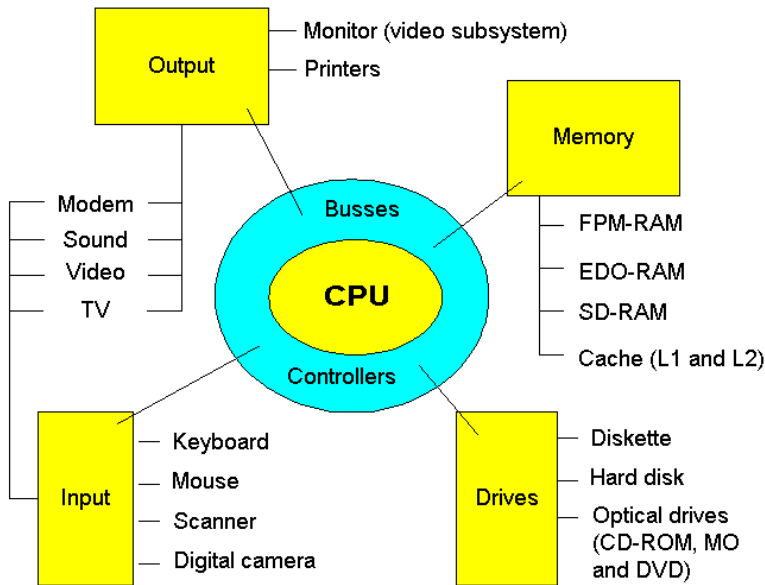 Output
Monitor (video subsystem)
Printers
Memory
FPM-RAM
EDO-RAM
SD-RAM
Cache (L1 and L2)
Modem
Sound
Video
TV
Busses
CPU
Controllers
Input
Keyboard
Mouse
Scanner
Digital camera
Drives
Diskette
Hard disk
Optical drives
(CD-ROM, MO
and DVD)